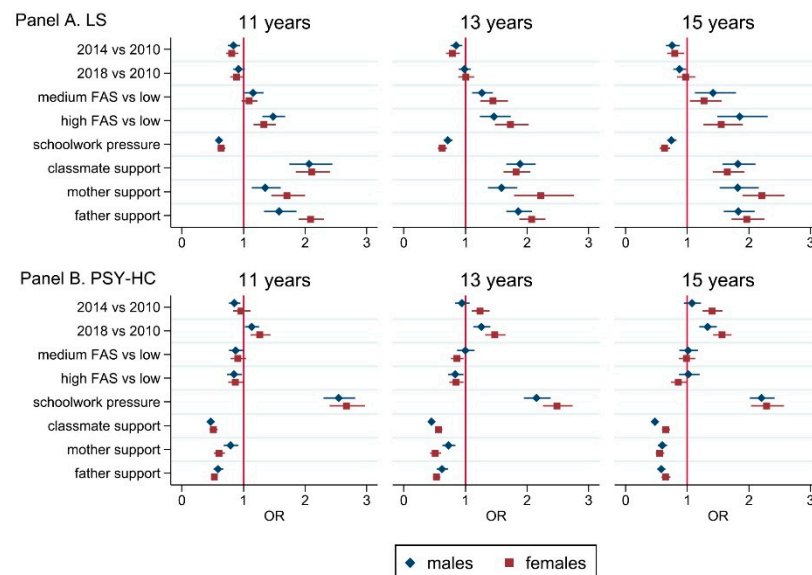 Panel A. LS
11 years 13 years 15 years
2014 vs 2010
2018 vs 2010
medium FAS vs low
high FAS vs low
schoolwork pressure
classmate support
mother support
father support
0 1 2 3 0 1 2 3 0 1 2 3
Panel B. PSY-HC
11 years 13 years 15 years
2014 vs 2010
2018 vs 2010
medium FAS vs low
high FAS vs low
schoolwork pressure
classmate support
mother support
father support
0 1 2 3 0 1 2 3 0 1 2 3
OR OR OR
males females